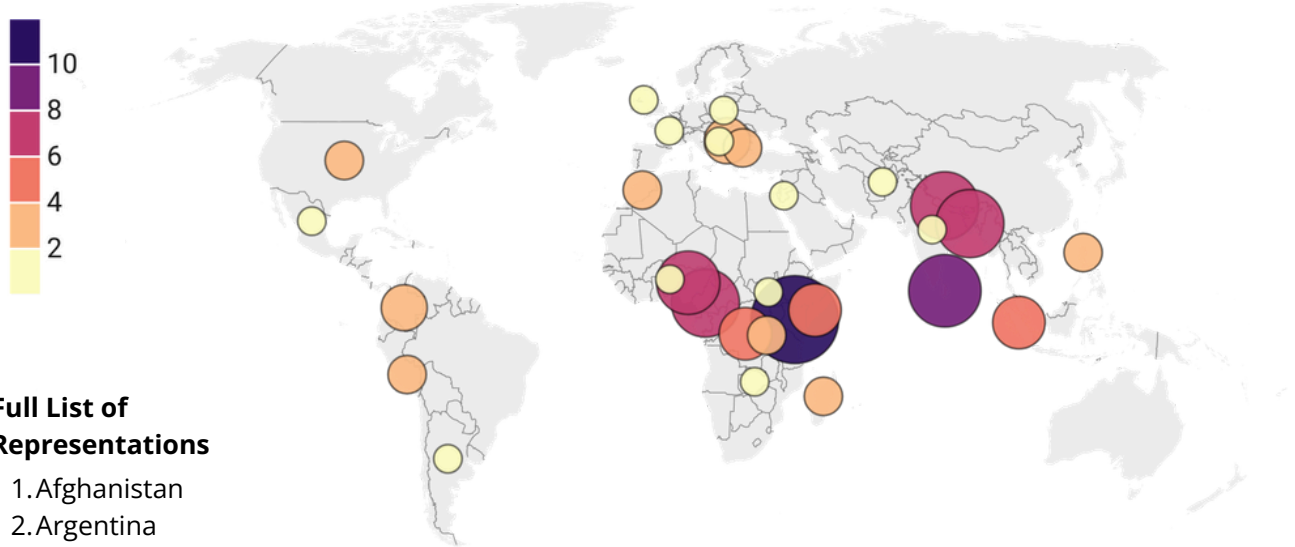 10
8
6
4
2
Full List of
Representations
1. Afghanistan
2. Argentina